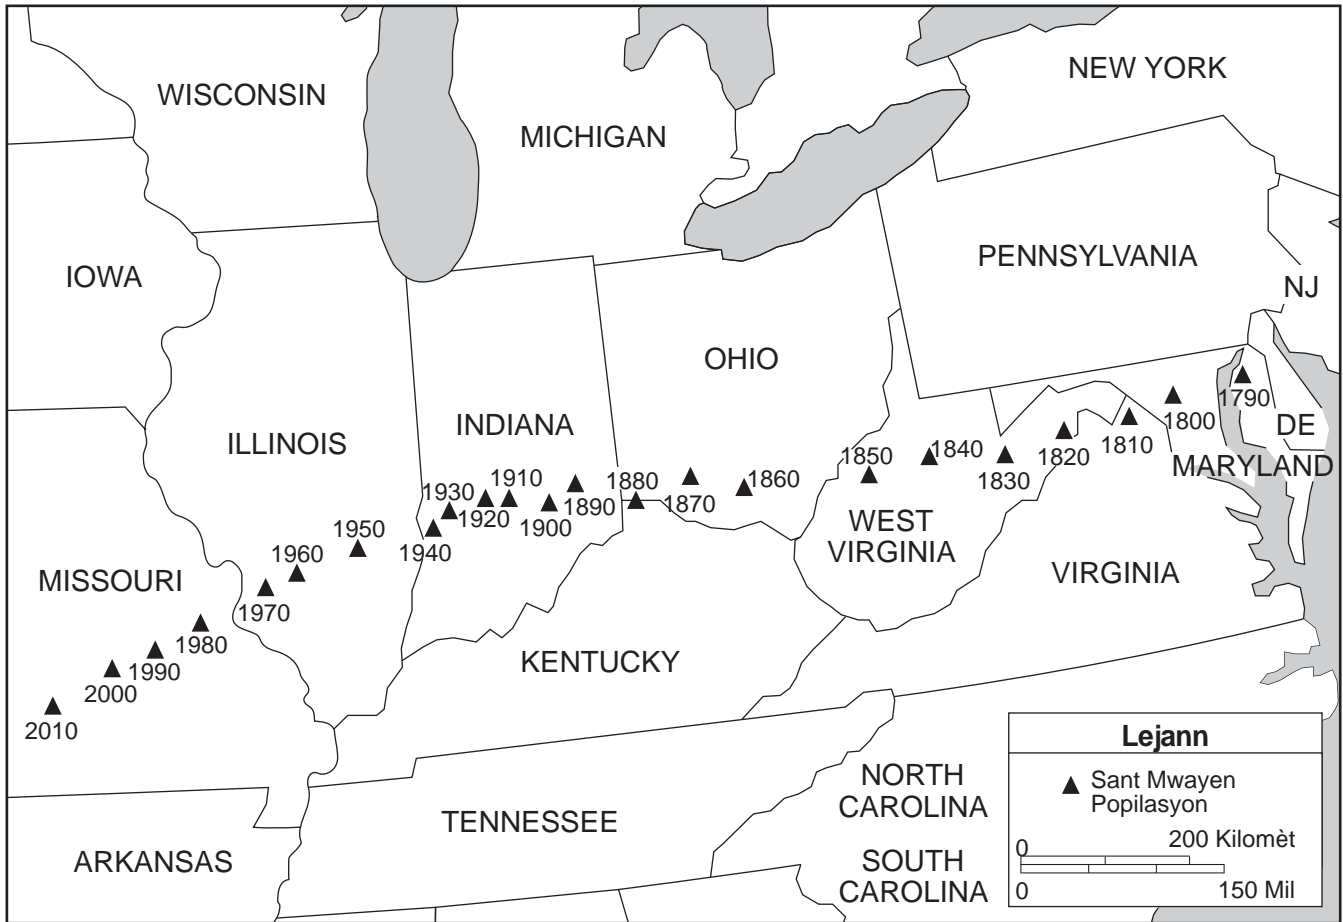 NEW YORK
WISCONSIN
MICHIGAN
PENNSYLVANIA
IOWA
NJ
OHIO
1790
1800
INDIANA
DE
1810
ILLINOIS
1820
1840
1850
1830
MARYLAND
1910
1880
1860
1930
1890
1870
1920
1900
WEST
VIRGINIA
1950
1940
1960
MISSOURI
VIRGINIA
1970
1980
KENTUCKY
1990
2000
2010
Lejann
NORTH
CAROLINA
Sant Mwayen
Popilasyon
TENNESSEE
0
200 Kilomèt
ARKANSAS
SOUTH
CAROLINA
0
150 Mil